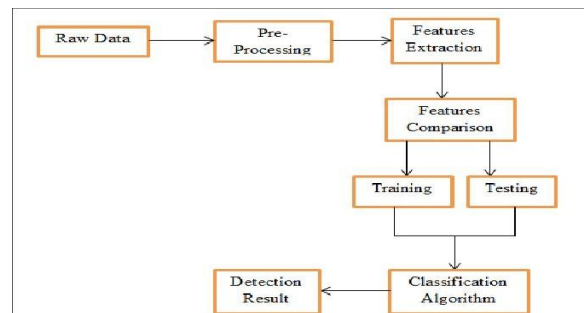 Raw Data
Pre-
Processing
Features
Extraction
Features
Comparison
Training
Testing
Classification
Algorithm
Detection
Result